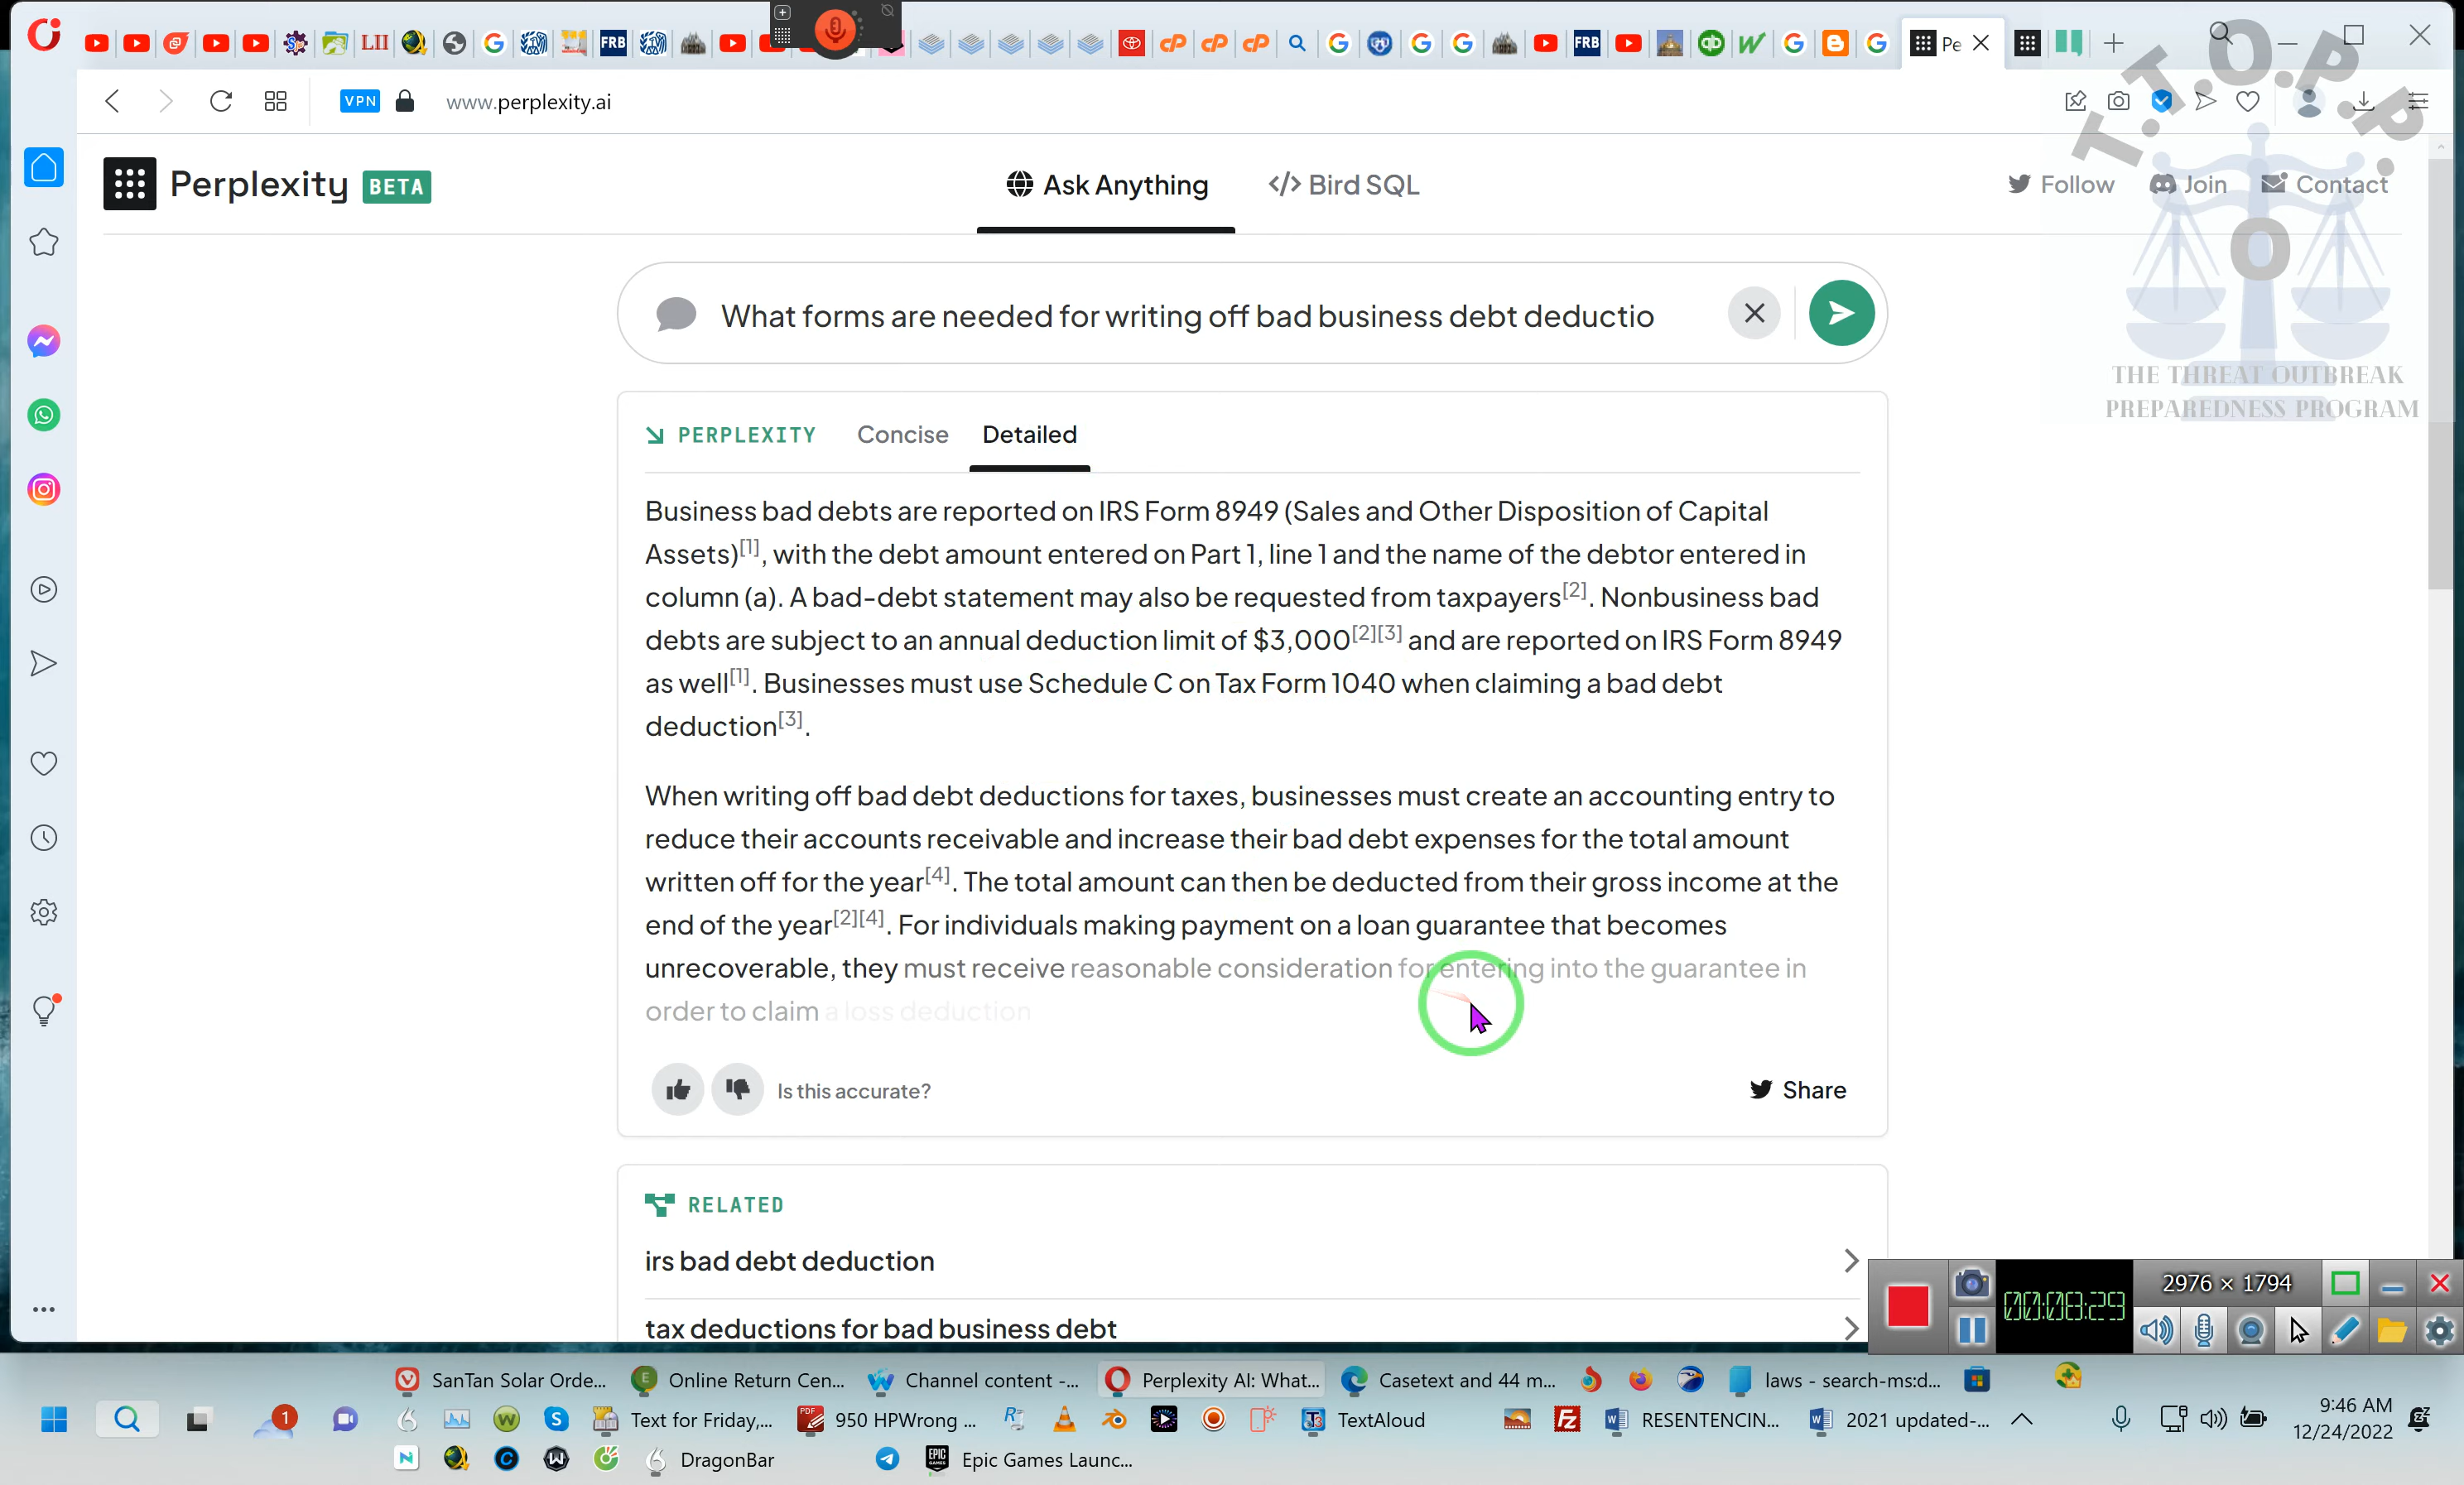 LII
FRB
FRB
Pe
VPN
www.perplexity.ai
T.T.O.P.P.
O
THE THREAT OUTBREAK
PREPAREDNESS PROGRAM
Perplexity BETA
Ask Anything
</> Bird SQL
Follow
Join
Contact
What forms are needed for writing off bad business debt deductio
PERPLEXITY
Concise
Detailed
Business bad debts are reported on IRS Form 8949 (Sales and Other Disposition of Capital
Assets)[1], with the debt amount entered on Part 1, line 1 and the name of the debtor entered in
column (a). A bad-debt statement may also be requested from taxpayers[2]. Nonbusiness bad
debts are subject to an annual deduction limit of $3,000[2][3] and are reported on IRS Form 8949
as well[1]. Businesses must use Schedule C on Tax Form 1040 when claiming a bad debt
deduction[3].
When writing off bad debt deductions for taxes, businesses must create an accounting entry to
reduce their accounts receivable and increase their bad debt expenses for the total amount
written off for the year[4]. The total amount can then be deducted from their gross income at the
end of the year[2][4]. For individuals making payment on a loan guarantee that becomes
unrecoverable, they must receive reasonable consideration for entering into the guarantee in
order to claim a loss deduction
Is this accurate?
Share
RELATED
irs bad debt deduction
tax deductions for bad business debt
00:08:29
2976 × 1794
SanTan Solar Orde...
Online Return Cen...
Channel content -...
Perplexity AI: What...
Casetext and 44 m...
laws - search-ms:d...
1
Text for Friday,...
PDF
950 HPWrong ...
TextAloud
RESENTENCIN...
2021 updated-...
9:46 AM
12/24/2022
DragonBar
EPIC GAMES
Epic Games Launc...